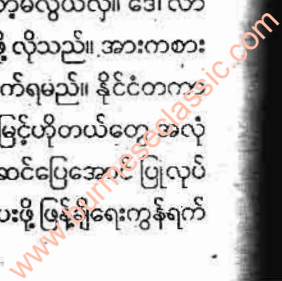 တဲ့မလွယ်လှ။ ဒေါ်လာ
ဖို့ လိုသည်။ အားကစား
က်ရမည်။ နိုင်ငံတကာ
မြင့်ဟိုတယ်တွေ အလုံ
ဆင်ပြေအောင် ပြုလုပ်
ပေးဖို့ ဖြန့်ချိရေးကွန်ရက်
www.burmeseclassic.com